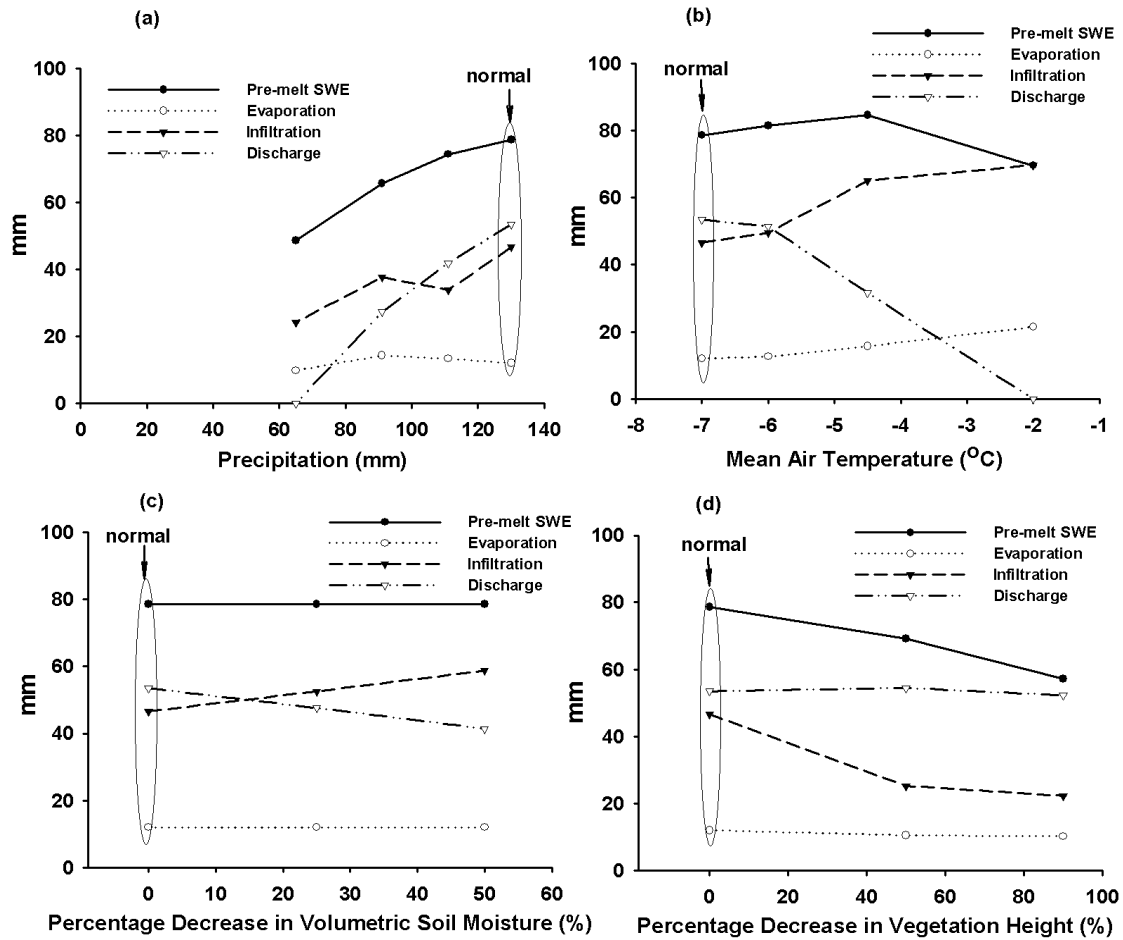 (a)
normal
Pre-melt SWE
Evaporation
Infiltration
Discharge
100
80
60
40
20
0
mm
0 20 40 60 80 100 120 140
Precipitation (mm)
(b)
normal
Pre-melt SWE
Evaporation
Infiltration
Discharge
100
80
60
40
20
0
mm
-8 -7 -6 -5 -4 -3 -2 -1
Mean Air Temperature (OC)
(c)
normal
Pre-melt SWE
Evaporation
Infiltration
Discharge
100
80
60
40
20
0
mm
0 10 20 30 40 50 60
Percentage Decrease in Volumetric Soil Moisture (%)
(d)
normal
Pre-melt SWE
Evaporation
Infiltration
Discharge
100
80
60
40
20
0
mm
0 20 40 60 80 100
Percentage Decrease in Vegetation Height (%)